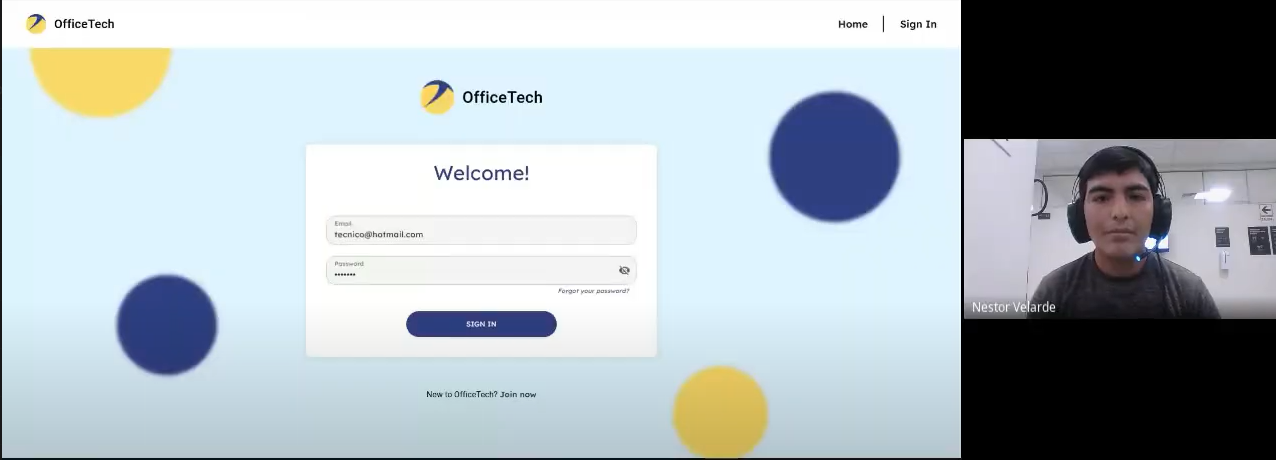 OfficeTech
Home | Sign In
OfficeTech
Welcome!
Email
tecnico@hotmail.com
Password
•••••••
Forgot your password?
SIGN IN
New to OfficeTech? Join now
Nestor Velarde